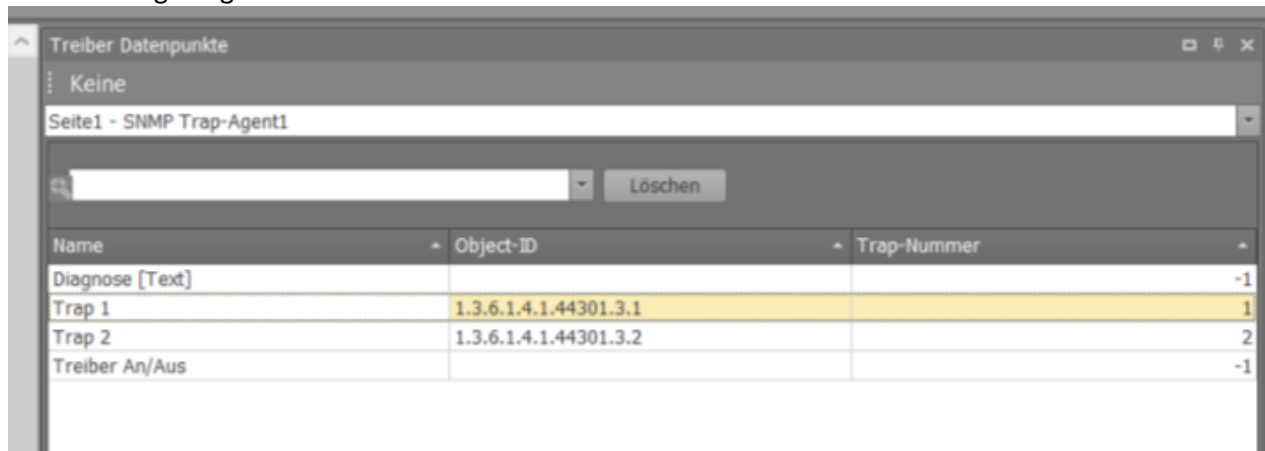 Treiber Datenpunkte
Keine
Seite1 - SNMP Trap-Agent1
Löschen
Name Object-ID Trap-Nummer
Diagnose [Text] -1
Trap 1 1.3.6.1.4.1.44301.3.1 1
Trap 2 1.3.6.1.4.1.44301.3.2 2
Treiber An/Aus -1